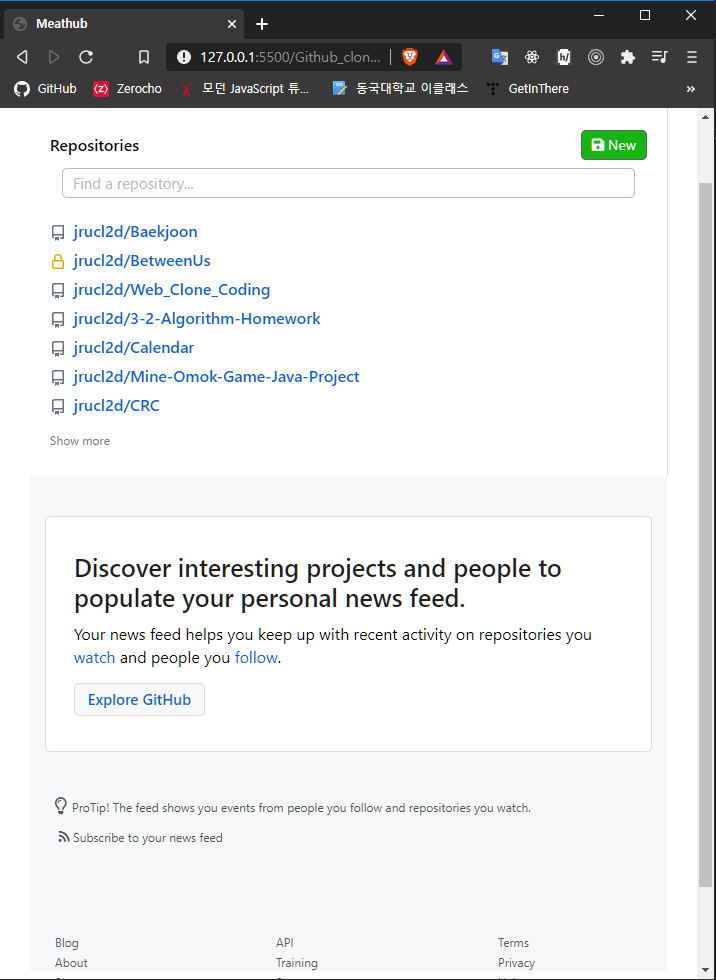 Meathub
127.0.0.1:5500/Github_clon...
GitHub
Zerocho
모던 JavaScript 튜...
동국대학교 이클래스
GetInThere
Repositories
New
Find a repository...
jrucl2d/Baekjoon
jrucl2d/BetweenUs
jrucl2d/Web_Clone_Coding
jrucl2d/3-2-Algorithm-Homework
jrucl2d/Calendar
jrucl2d/Mine-Omok-Game-Java-Project
jrucl2d/CRC
Show more
Discover interesting projects and people to
populate your personal news feed.
Your news feed helps you keep up with recent activity on repositories you
watch and people you follow.
Explore GitHub
ProTip! The feed shows you events from people you follow and repositories you watch.
Subscribe to your news feed
Blog API Terms
About Training Privacy